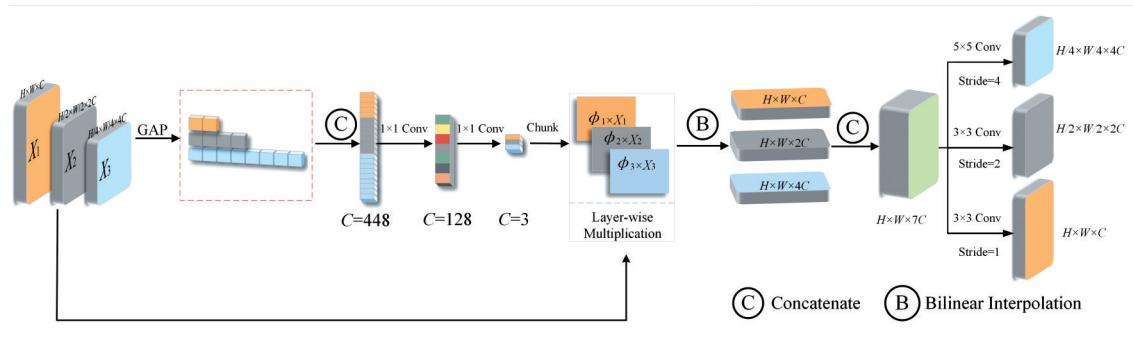 H×W×C
H/2×W/2×2C
H/4×W/4×4C
X1
X2
X3
GAP
C
1×1 Conv
1×1 Conv
Chunk
C=448
C=128
C=3
ϕ1×X1
ϕ2×X2
ϕ3×X3
Layer-wise
Multiplication
B
H×W×C
H×W×2C
H×W×4C
C
H×W×7C
5×5 Conv
Stride=4
H/4×W/4×4C
3×3 Conv
Stride=2
H/2×W/2×2C
3×3 Conv
Stride=1
H×W×C
C Concatenate
B Bilinear Interpolation